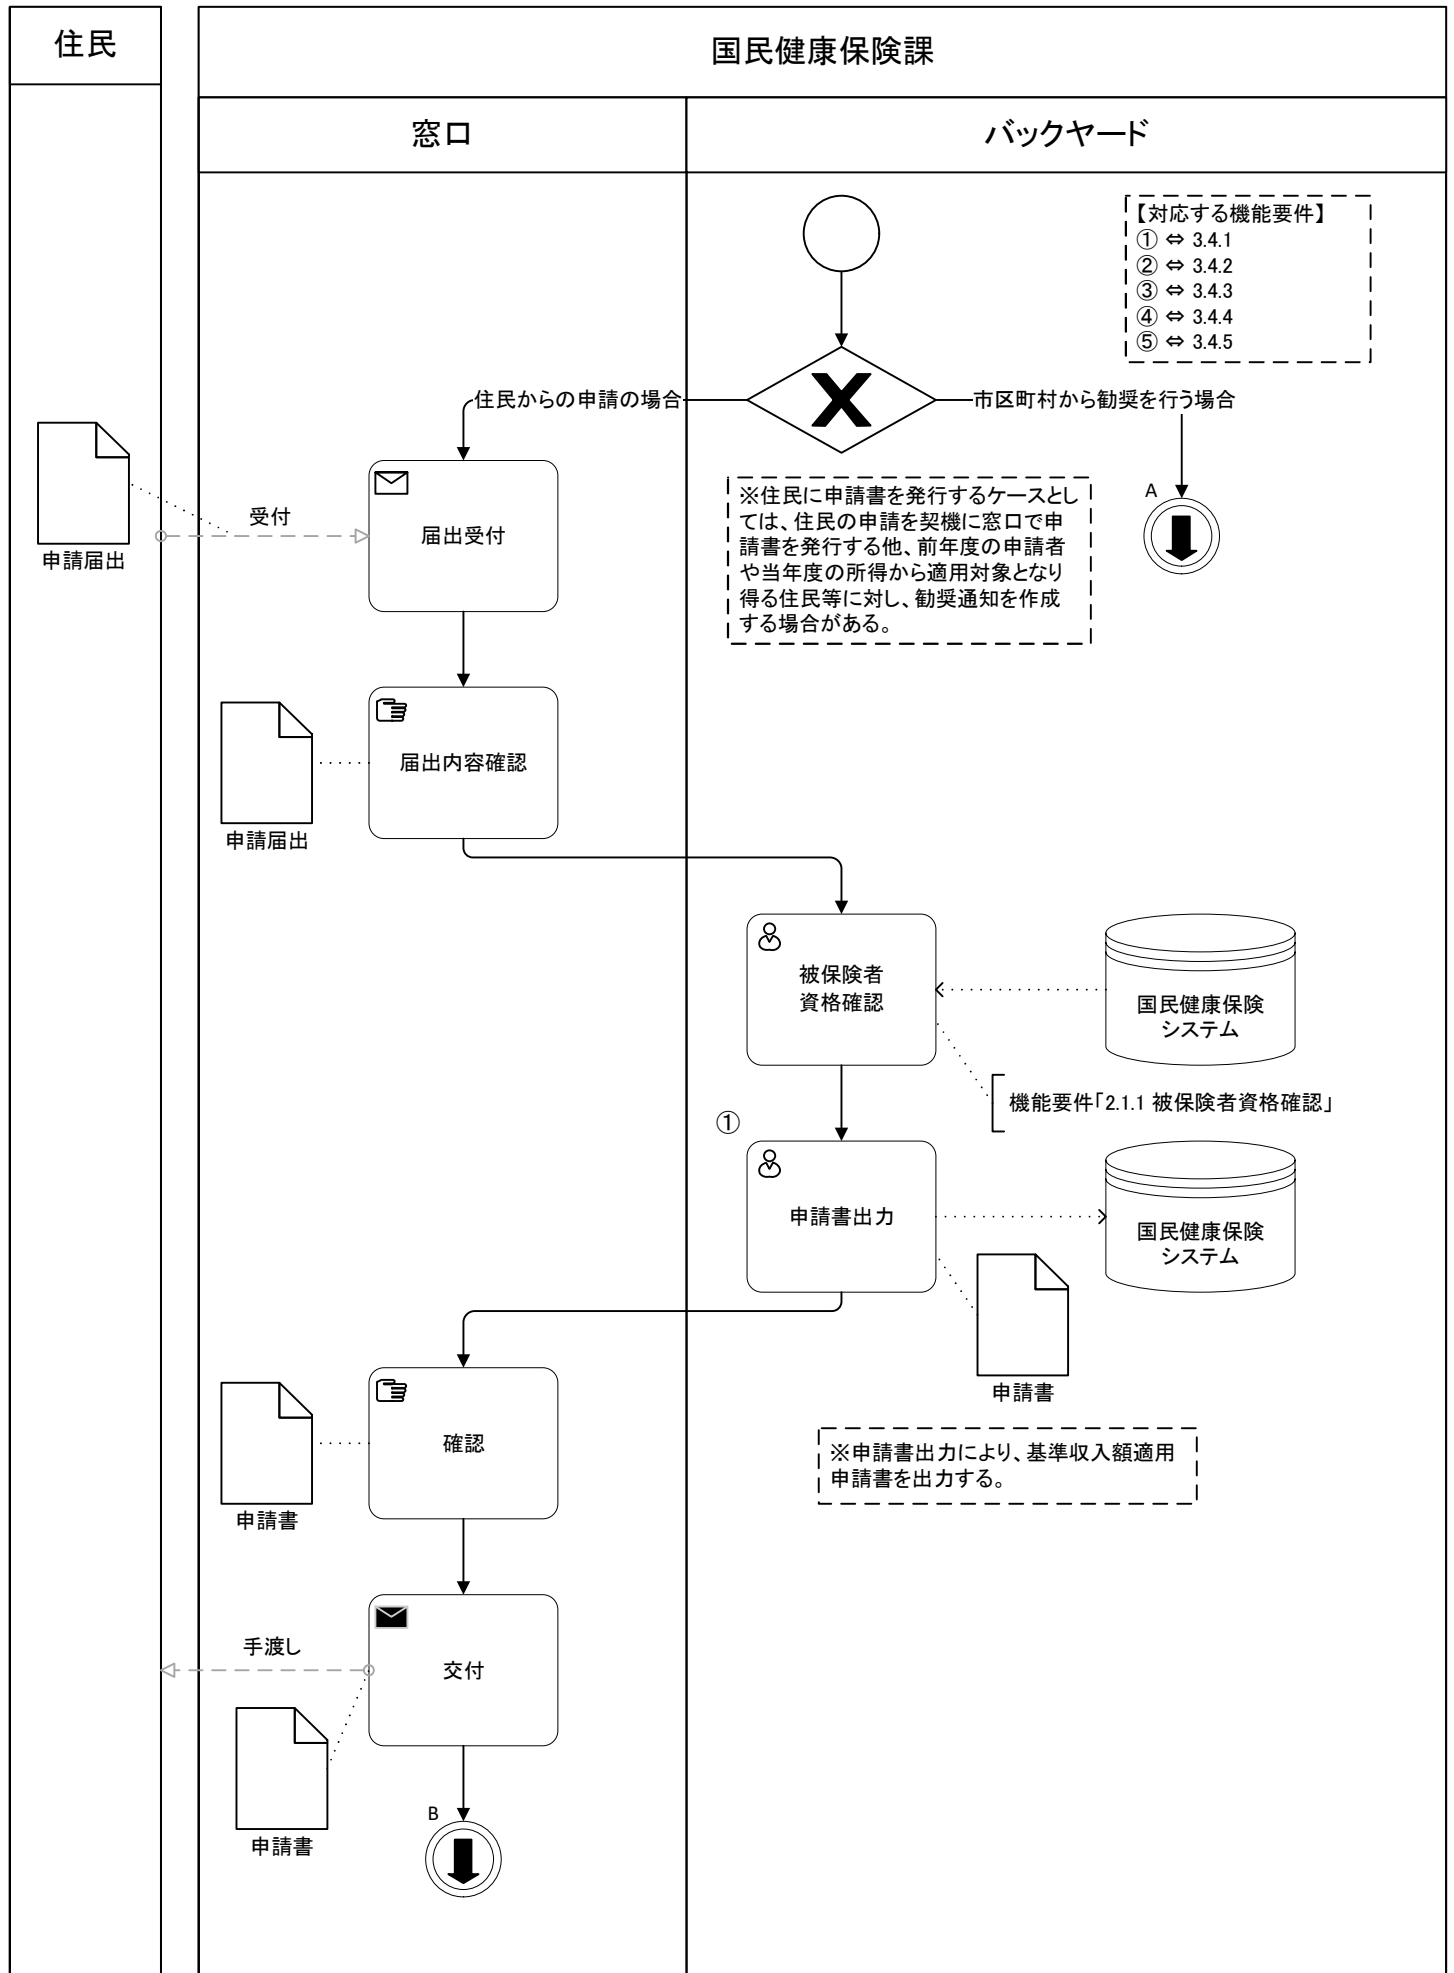 住民
国民健康保険課
窓口
バックヤード
【対応する機能要件】
① ⇔ 3.4.1
② ⇔ 3.4.2
③ ⇔ 3.4.3
④ ⇔ 3.4.4
⑤ ⇔ 3.4.5
住民からの申請の場合
市区町村から勧奨を行う場合
A
申請届出
受付
届出受付
※住民に申請書を発行するケースとし
ては、住民の申請を契機に窓口で申
請書を発行する他、前年度の申請者
や当年度の所得から適用対象となり
得る住民等に対し、勧奨通知を作成
する場合がある。
届出内容確認
申請届出
被保険者
資格確認
国民健康保険
システム
機能要件「2.1.1 被保険者資格確認」
①
申請書出力
国民健康保険
システム
申請書
確認
申請書
※申請書出力により、基準収入額適用
申請書を出力する。
手渡し
交付
申請書
B